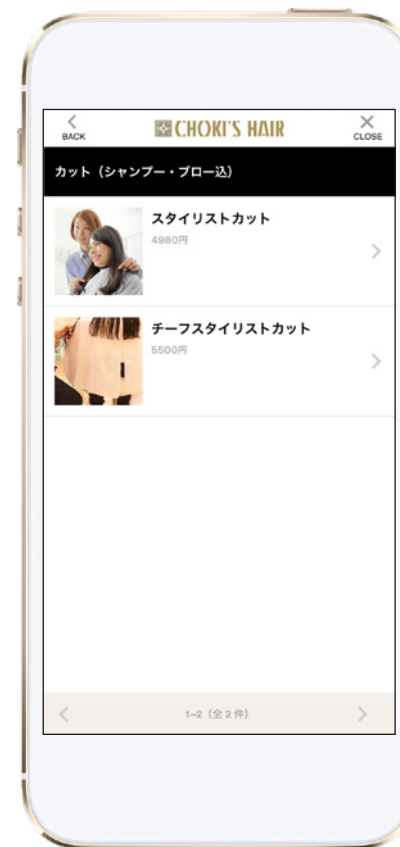 BACK
CHOKI'S HAIR
CLOSE
カット（シャンプー・ブロー込）
スタイリストカット
4980円
チーフスタイリストカット
5500円
1~2（全2件）